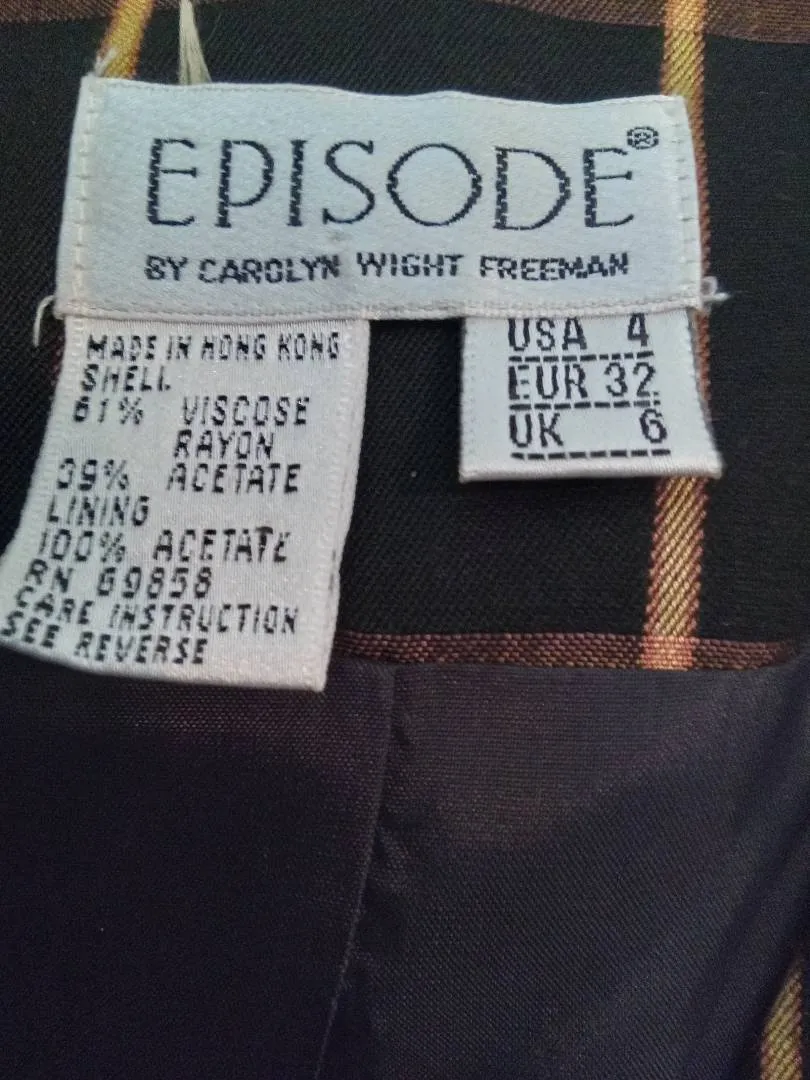 EPISODE®
BY CAROLYN WIGHT FREEMAN
MADE IN HONG KONG
SHELL
61% VISCOSE
RAYON
39% ACETATE
LINING
100% ACETATE
RN 69858
CARE INSTRUCTION
SEE REVERSE
USA 4
EUR 32
UK 6